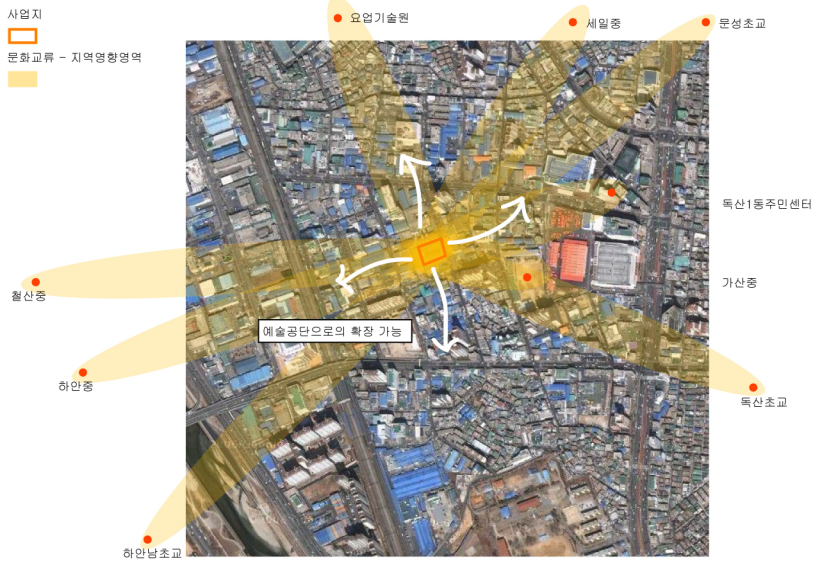 사업지
문화교류 - 지역영향영역
요업기술원
세일중
문성초교
독산1동주민센터
가산중
철산중
예술공단으로의 확장 가능
하안중
독산초교
하안남초교